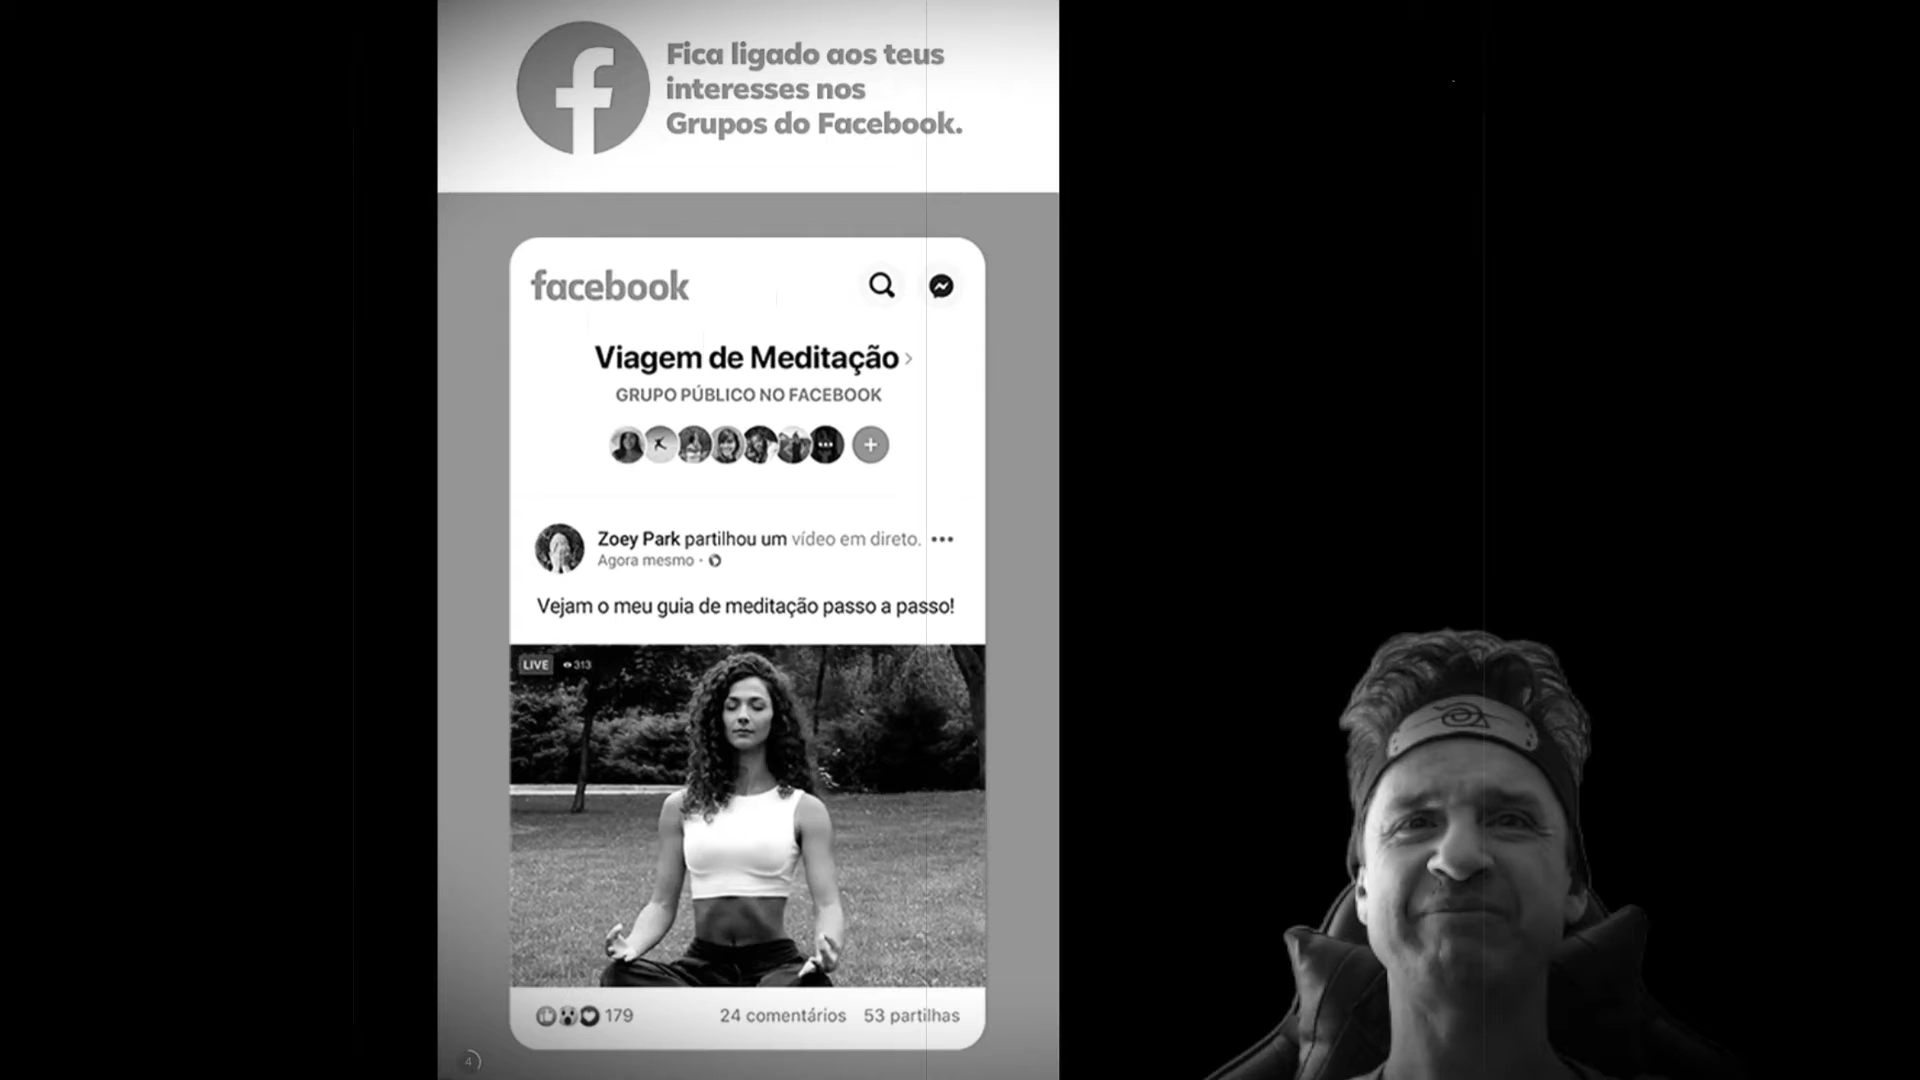 Fica ligado aos teus
interesses nos
Grupos do Facebook.
facebook
Viagem de Meditação
GRUPO PÚBLICO NO FACEBOOK
Zoey Park partilhou um vídeo em direto.
Agora mesmo
Vejam o meu guia de meditação passo a passo!
LIVE 313
179 24 comentários 53 partilhas
4